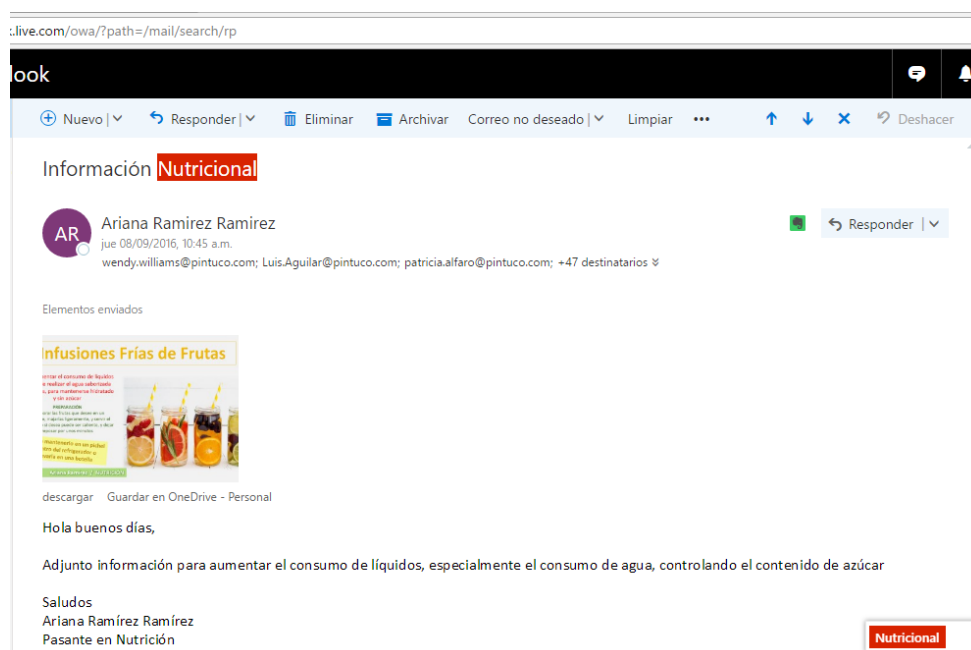 .live.com/owa/?path=/mail/search/rp
look
Nuevo | Responder | Eliminar Archivar Correo no deseado | Limpiar ••• Deshacer
Información Nutricional
AR
Ariana Ramirez Ramirez
jue 08/09/2016, 10:45 a.m.
Responder |
wendy.williams@pintuco.com; Luis.Aguilar@pintuco.com; patricia.alfaro@pintuco.com; +47 destinatarios
Elementos enviados
Infusiones Frías de Frutas
descargar Guardar en OneDrive - Personal
Hola buenos días,
Adjunto información para aumentar el consumo de líquidos, especialmente el consumo de agua, controlando el contenido de azúcar
Saludos
Ariana Ramírez Ramírez
Pasante en Nutrición
Nutricional